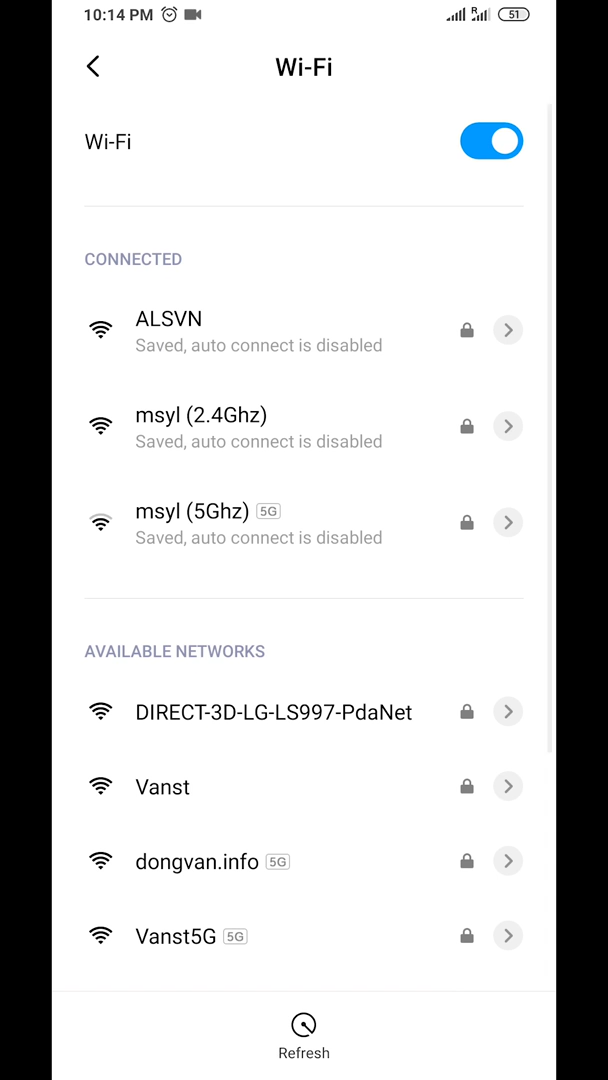 10:14 PM R 51
Wi-Fi
Wi-Fi
CONNECTED
ALSVN
Saved, auto connect is disabled
msyl (2.4Ghz)
Saved, auto connect is disabled
msyl (5Ghz) 5G
Saved, auto connect is disabled
AVAILABLE NETWORKS
DIRECT-3D-LG-LS997-PdaNet
Vanst
dongvan.info 5G
Vanst5G 5G
Refresh